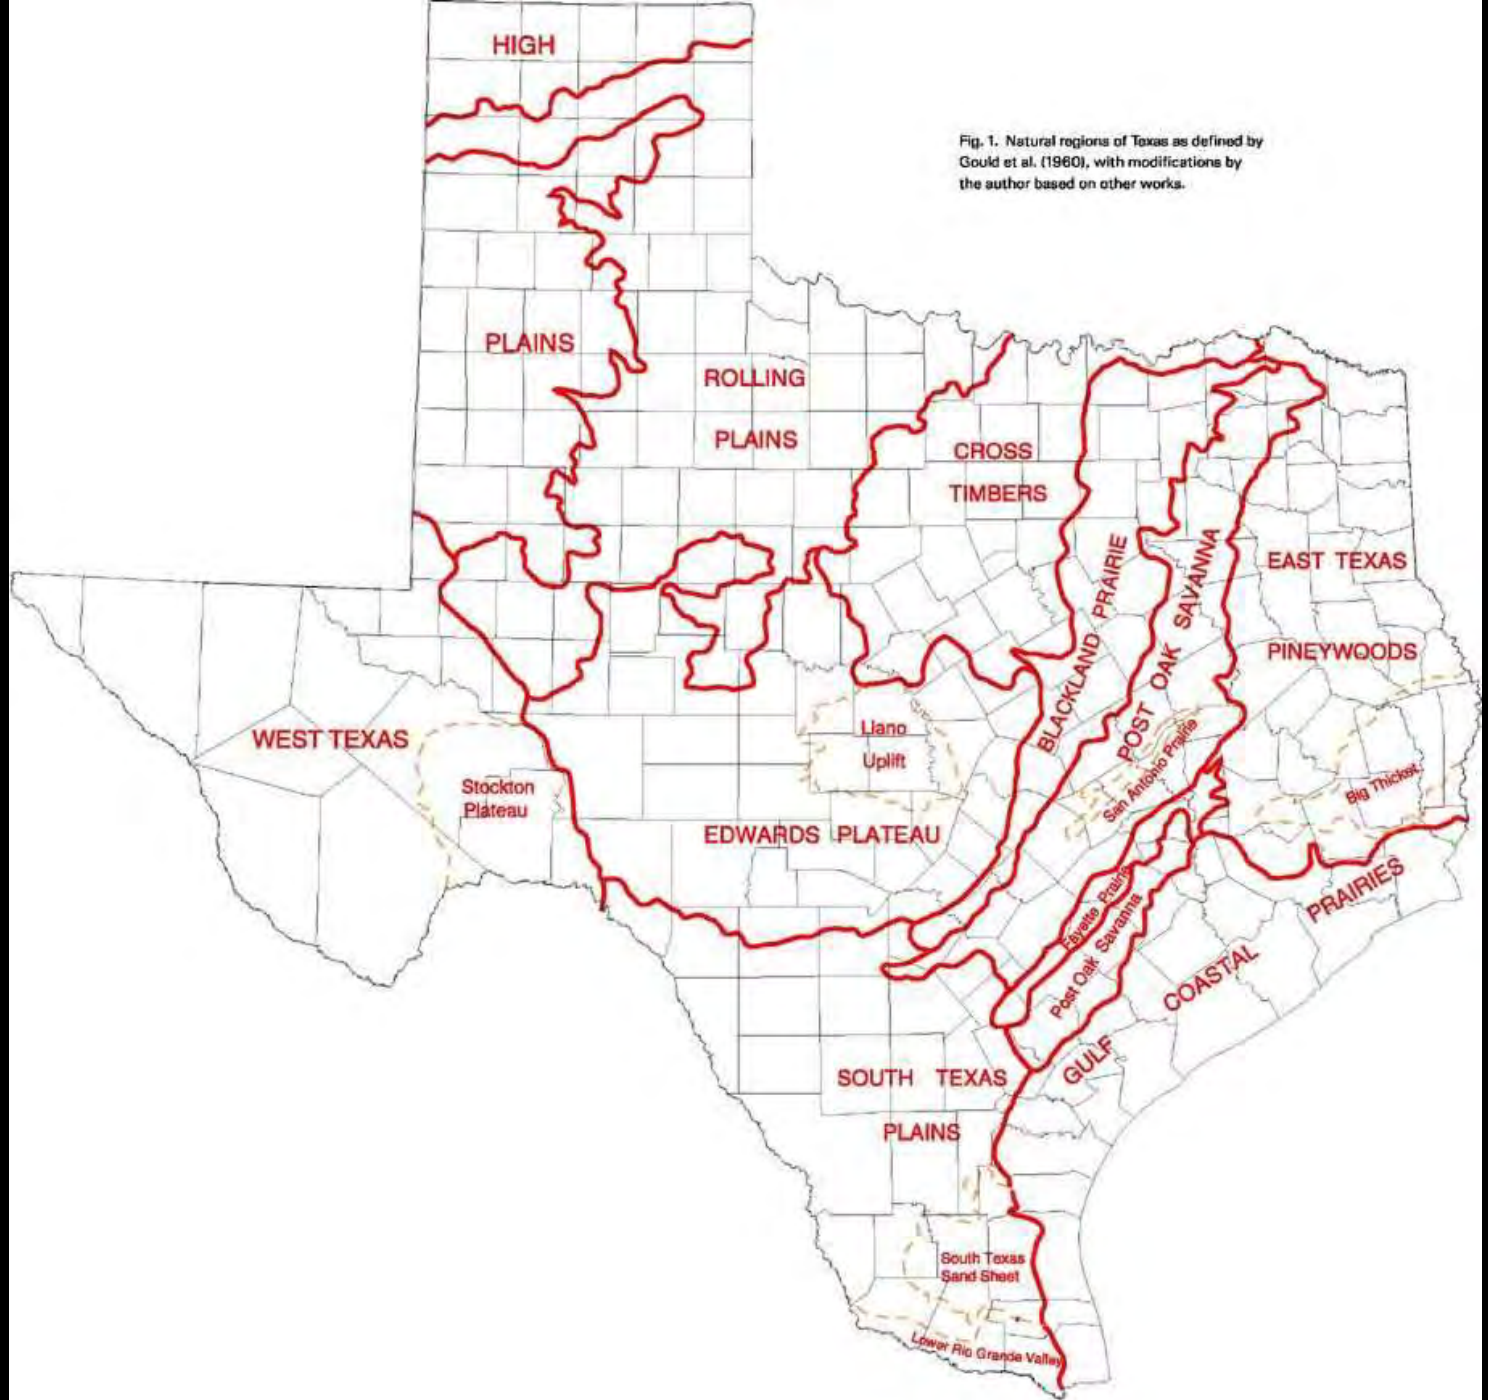 HIGH
Fig. 1. Natural regions of Texas as defined by
Gould et al. (1960), with modifications by
the author based on other works.
PLAINS
ROLLING
PLAINS
CROSS
TIMBERS
EAST TEXAS
PINEYWOODS
BLACKLAND PRAIRIE
POST OAK SAVANNA
San Antonio Prairie
Big Thicket
WEST TEXAS
Stockton
Plateau
Llano
Uplift
EDWARDS PLATEAU
Fayette Prairie
Post Oak Savanna
GULF COASTAL PRAIRIES
SOUTH TEXAS
PLAINS
South Texas
Sand Sheet
Lower Rio Grande Valley